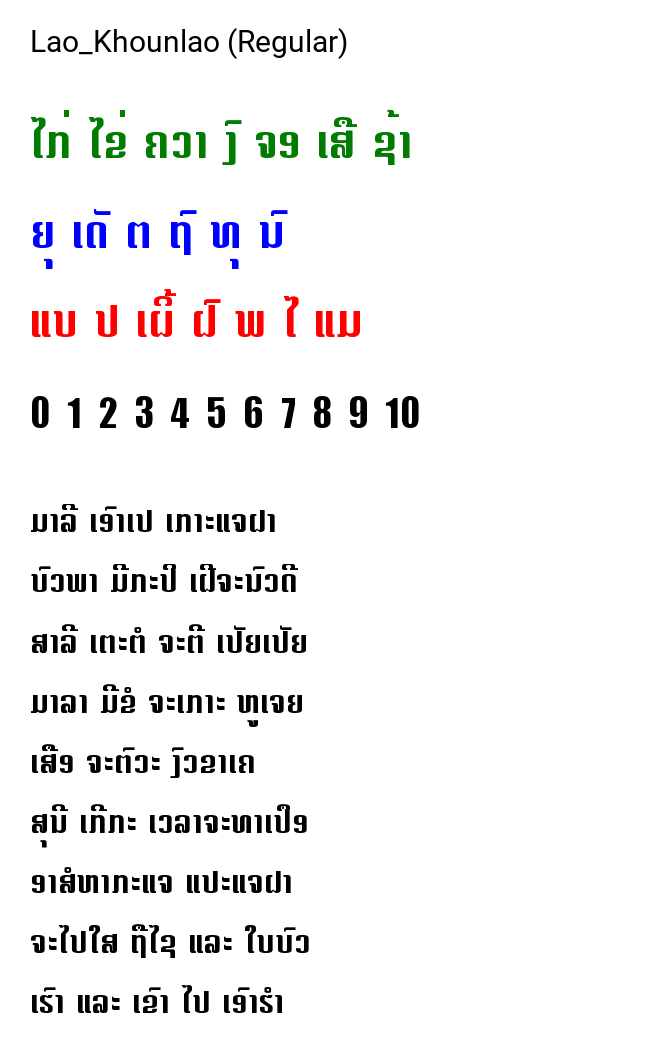 Lao_Khounlao (Regular)
ໄກ່ ໄຂ່ ຄວາ ງົ ຈອ ເສື ຊ້າ
ຍຸ ເດັ ຕ ຖົ ທຸ ນົ
ແບ ປ ເຜິ້ ຝົ ພ ໄ ແມ
0 1 2 3 4 5 6 7 8 9 10
ມາລີ ເອົາເປ ເກາະແຈຝາ
ບົວພາ ມີກະປິ ເຝີຈະນົວດີ
ສາລີ ເຕະຕໍ ຈະຕີ ເປັຍເປັຍ
ມາລາ ມີຂໍ ຈະເກາະ ຫູເຈຍ
ເສືອ ຈະຕົວະ ງົວຂາເຄ
ສຸນີ ເກີກະ ເວລາຈະທາເປິອ
ອາສໍຫາກະແຈ ແປະແຈຝາ
ຈະໄປໃສ ຖືໄຊ ແລະ ໃບບົວ
ເຣົາ ແລະ ເຂົາ ໄປ ເອົາຣໍາ